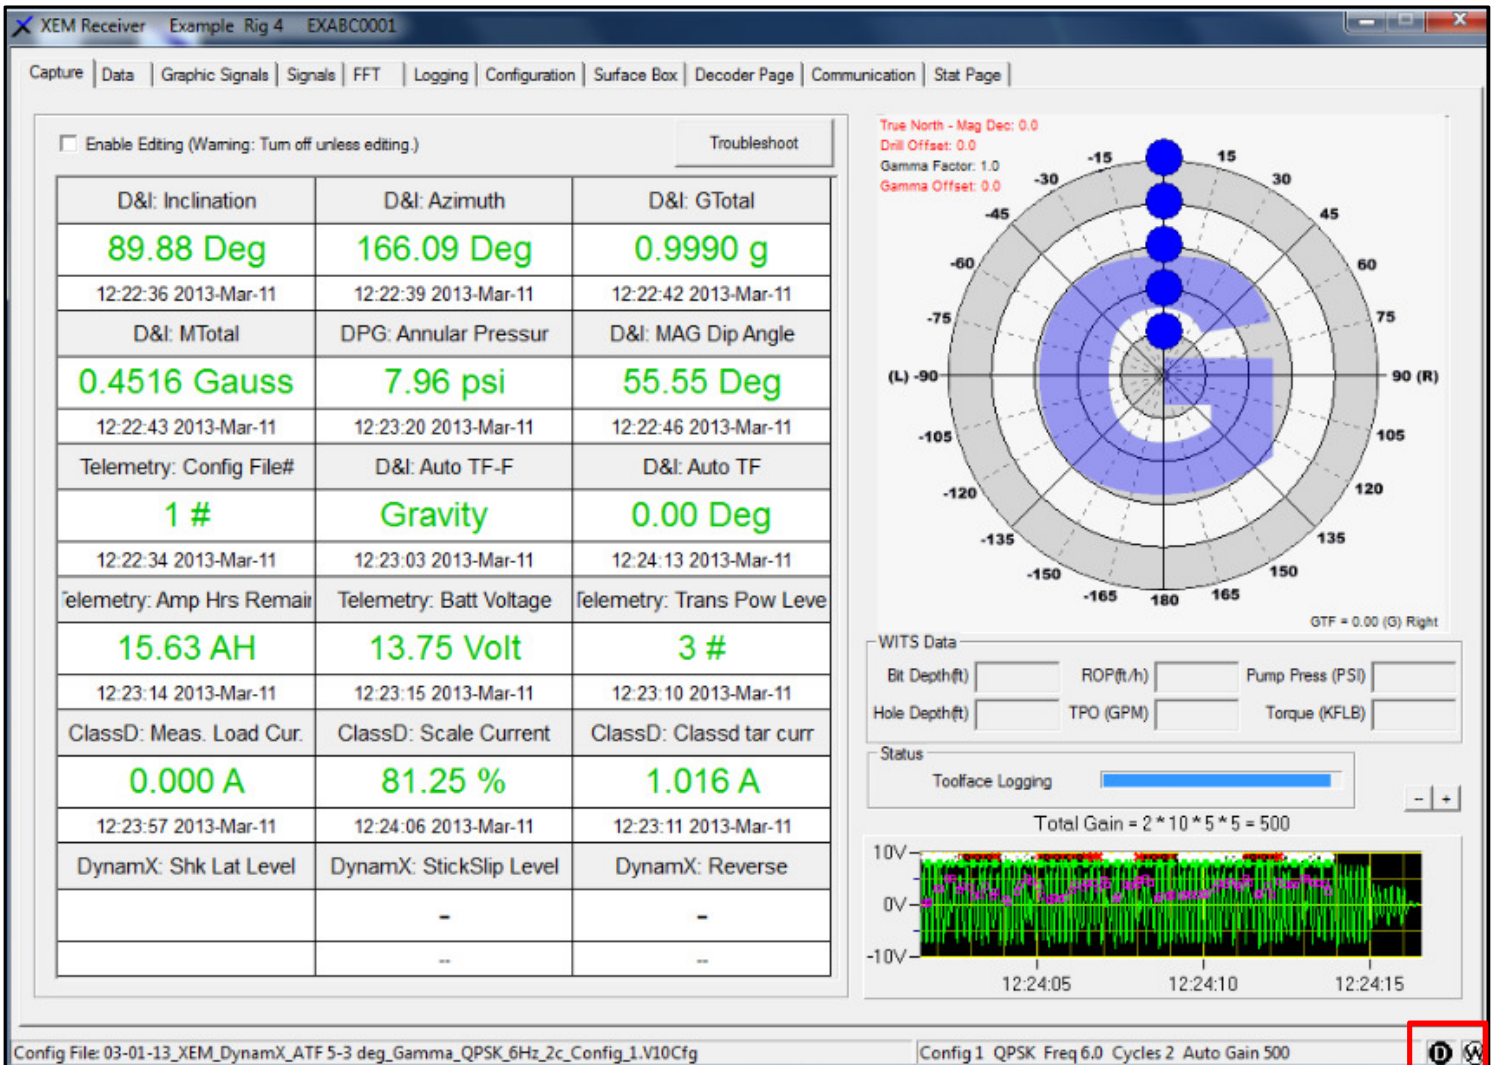 XEM Receiver Example Rig 4 EXABC0001
Capture Data Graphic Signals Signals FFT Logging Configuration Surface Box Decoder Page Communication Stat Page
Enable Editing (Warning: Turn off unless editing.)
Troubleshoot
D&I: Inclination D&I: Azimuth D&I: GTotal
89.88 Deg 166.09 Deg 0.9990 g
12:22:36 2013-Mar-11 12:22:39 2013-Mar-11 12:22:42 2013-Mar-11
D&I: MTotal DPG: Annular Pressur D&I: MAG Dip Angle
0.4516 Gauss 7.96 psi 55.55 Deg
12:22:43 2013-Mar-11 12:23:20 2013-Mar-11 12:22:46 2013-Mar-11
Telemetry: Config File# D&I: Auto TF-F D&I: Auto TF
1 # Gravity 0.00 Deg
12:22:34 2013-Mar-11 12:23:03 2013-Mar-11 12:24:13 2013-Mar-11
Telemetry: Amp Hrs Remair Telemetry: Batt Voltage Telemetry: Trans Pow Leve
15.63 AH 13.75 Volt 3 #
12:23:14 2013-Mar-11 12:23:15 2013-Mar-11 12:23:10 2013-Mar-11
ClassD: Meas. Load Cur. ClassD: Scale Current ClassD: Classd tar curr
0.000 A 81.25 % 1.016 A
12:23:57 2013-Mar-11 12:24:06 2013-Mar-11 12:23:11 2013-Mar-11
DynamX: Shk Lat Level DynamX: StickSlip Level DynamX: Reverse
- -
-- --
True North - Mag Dec: 0.0
Drill Offset: 0.0
Gamma Factor: 1.0
Gamma Offset: 0.0
-15 15
-30 30
-45 45
-60 60
-75 75
(L) -90 90 (R)
-105 105
-120 120
-135 135
-150 150
-165 180 165
G
GTF = 0.00 (G) Right
WITS Data
Bit Depth(ft) ROP(ft/h) Pump Press (PSI)
Hole Depth(ft) TPO (GPM) Torque (KFLB)
Status
Toolface Logging
- +
Total Gain = 2 * 10 * 5 * 5 = 500
10V
0V
-10V
12:24:05 12:24:10 12:24:15
Config File: 03-01-13_XEM_DynamX_ATF 5-3 deg_Gamma_QPSK_6Hz_2c_Config_1.V10Cfg
Config 1 QPSK Freq 6.0 Cycles 2 Auto Gain 500
D W